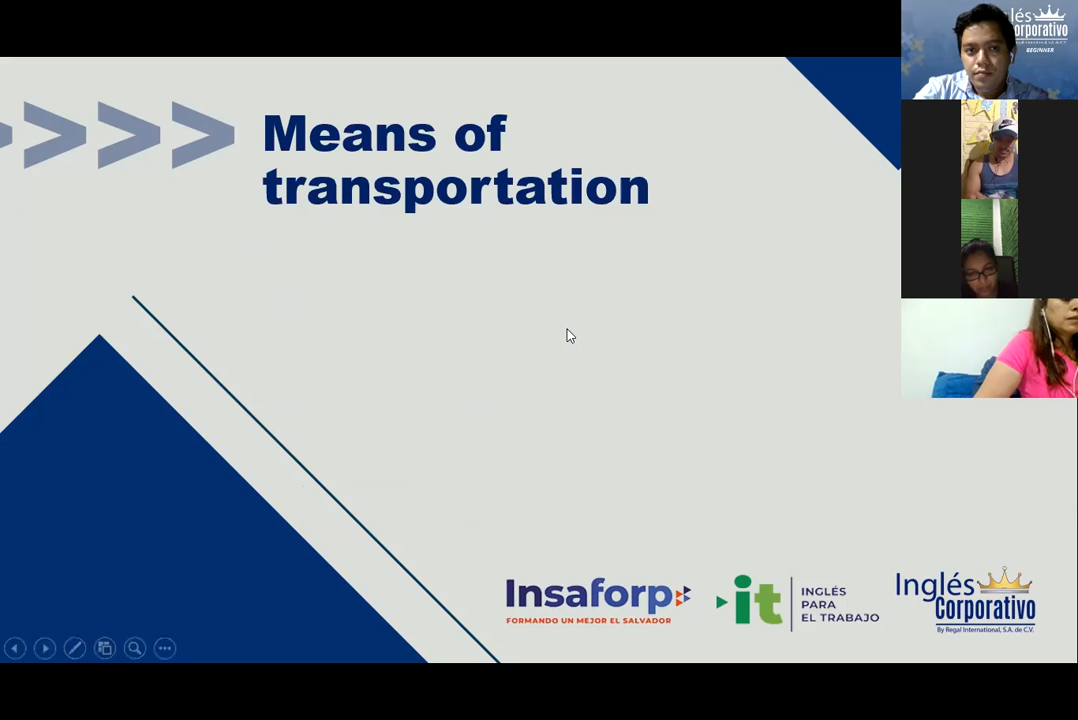 Means of
transportation
Inglés
Corporativo
BEGINNER
Insaforp
FORMANDO UN MEJOR EL SALVADOR
it
INGLÉS
PARA
EL TRABAJO
Inglés
Corporativo
By Regal International, S.A. de C.V.